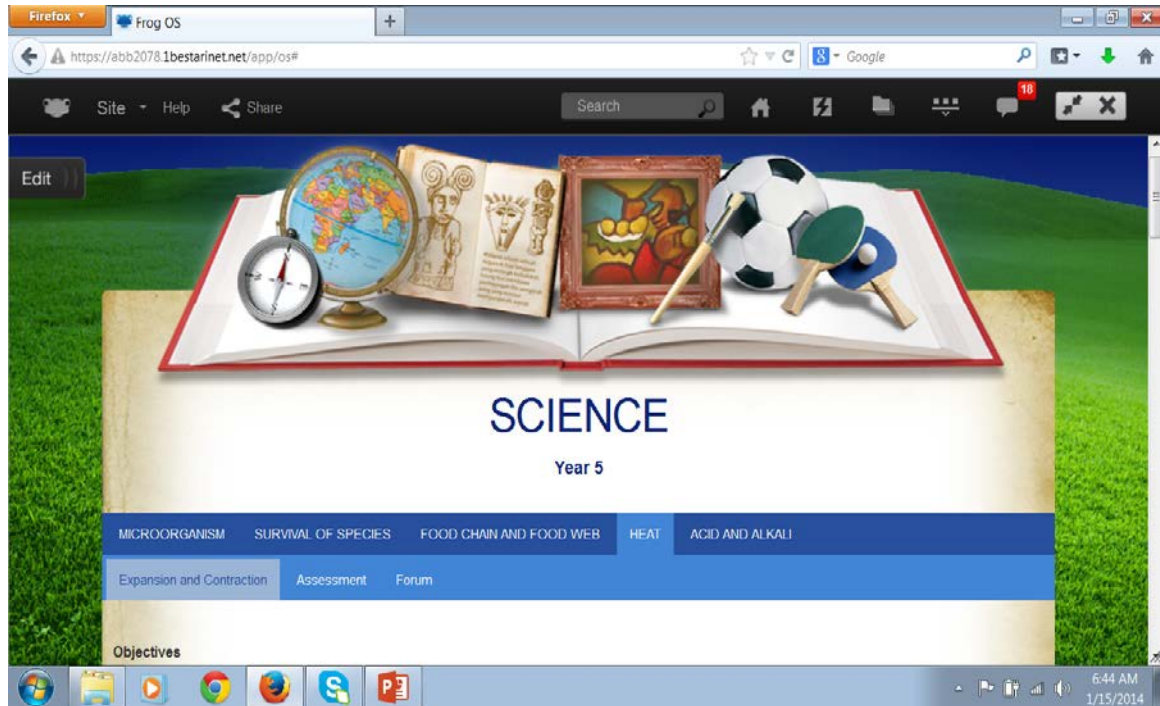 Firefox
Frog OS
https://abb2078.1bestarinet.net/app/os#
Google
Site
Help
Share
Search
18
Edit
SCIENCE
Year 5
MICROORGANISM
SURVIVAL OF SPECIES
FOOD CHAIN AND FOOD WEB
HEAT
ACID AND ALKALI
Expansion and Contraction
Assessment
Forum
Objectives
6:44 AM
1/15/2014